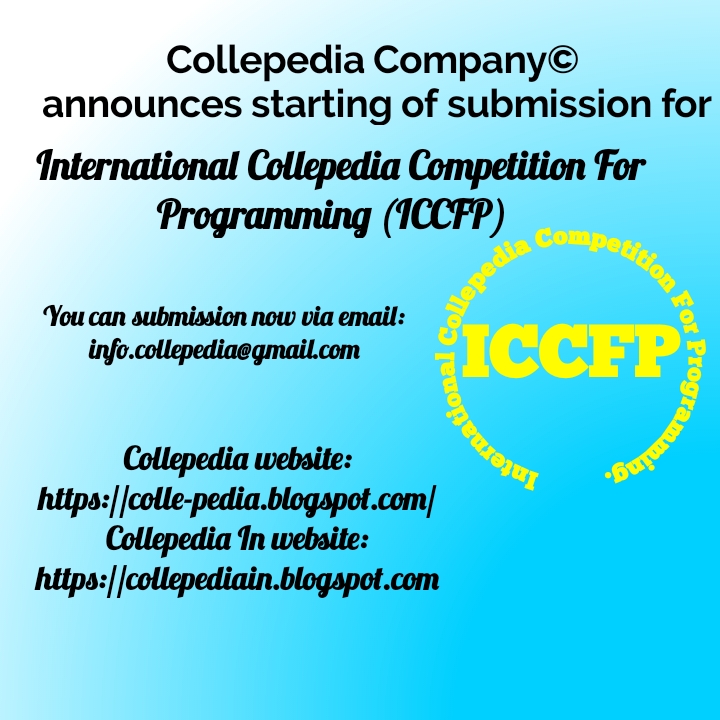 Collepedia Company©
announces starting of submission for
International Collepedia Competition For
Programming (ICCFP)
You can submission now via email:
info.collepedia@gmail.com
International Collepedia Competition For Programming.
ICCFP
Collepedia website:
https://colle-pedia.blogspot.com/
Collepedia In website:
https://collepediain.blogspot.com